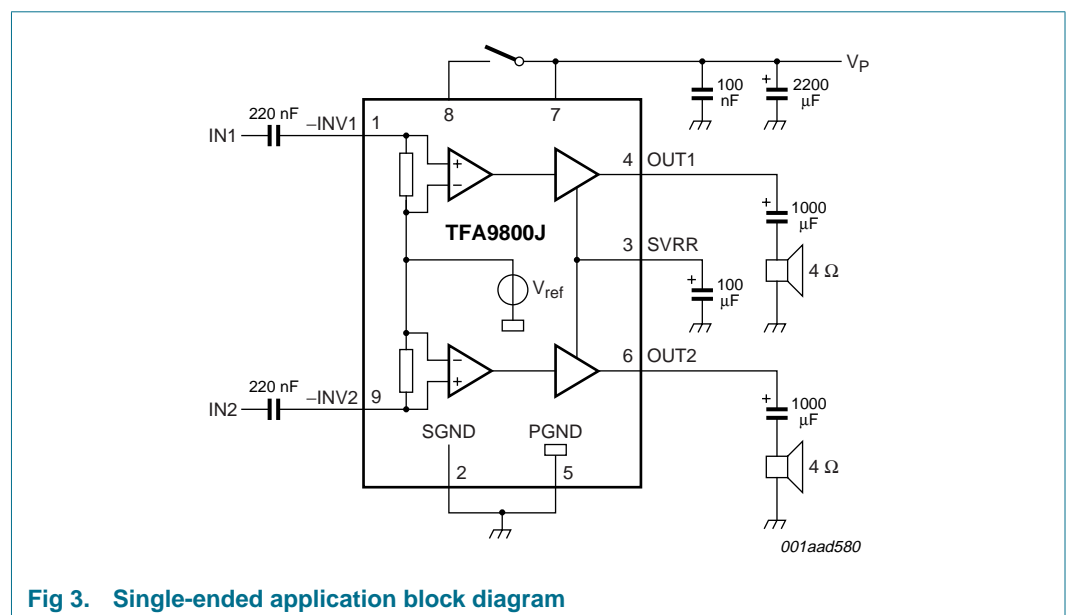 V_P
100
nF
2200
μF
+
8
7
220 nF
–INV1
1
IN1
+
–
4
OUT1
+
1000
μF
TFA9800J
3
SVRR
4 Ω
V_ref
+
100
μF
–
+
6
OUT2
220 nF
–INV2
9
IN2
+
1000
μF
SGND
PGND
2
5
4 Ω
001aad580
Fig 3. Single-ended application block diagram